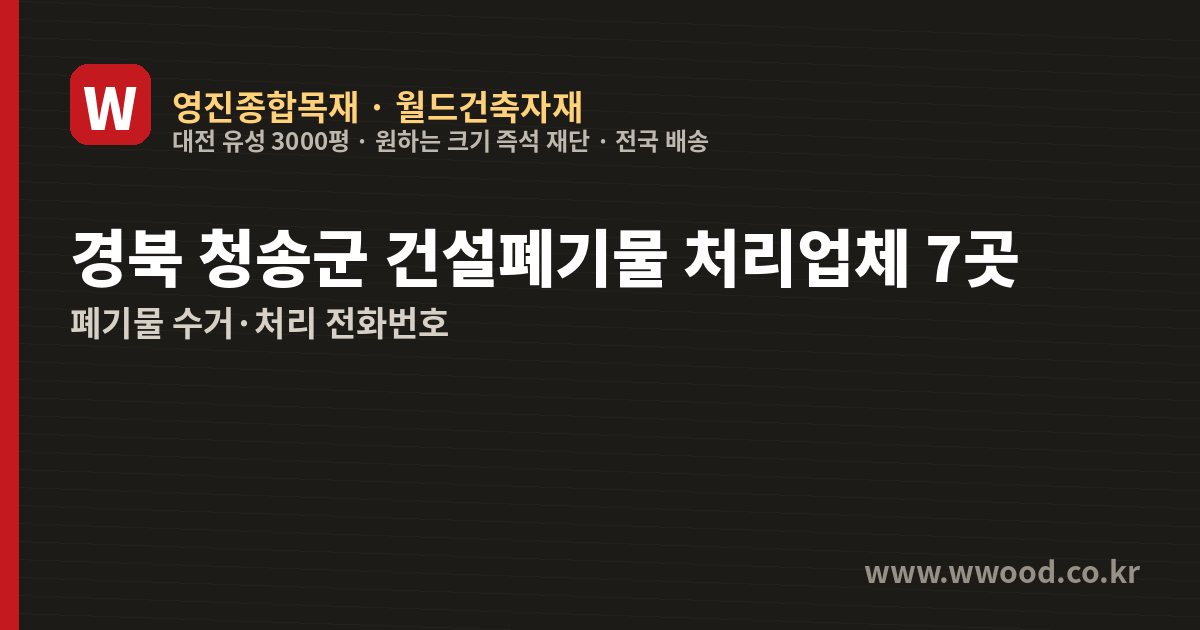 W
영진종합목재 · 월드건축자재
대전 유성 3000평 · 원하는 크기 즉석 재단 · 전국 배송
경북 청송군 건설폐기물 처리업체 7곳
폐기물 수거·처리 전화번호
www.wwood.co.kr